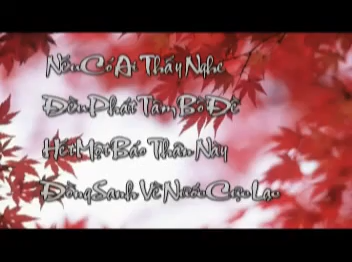 Nếu Có Ai Thấy Nghe
Đều Phát Tâm Bồ Đề
Hết Một Báo Thân Này
Đồng Sanh Về Nước Cực Lạc